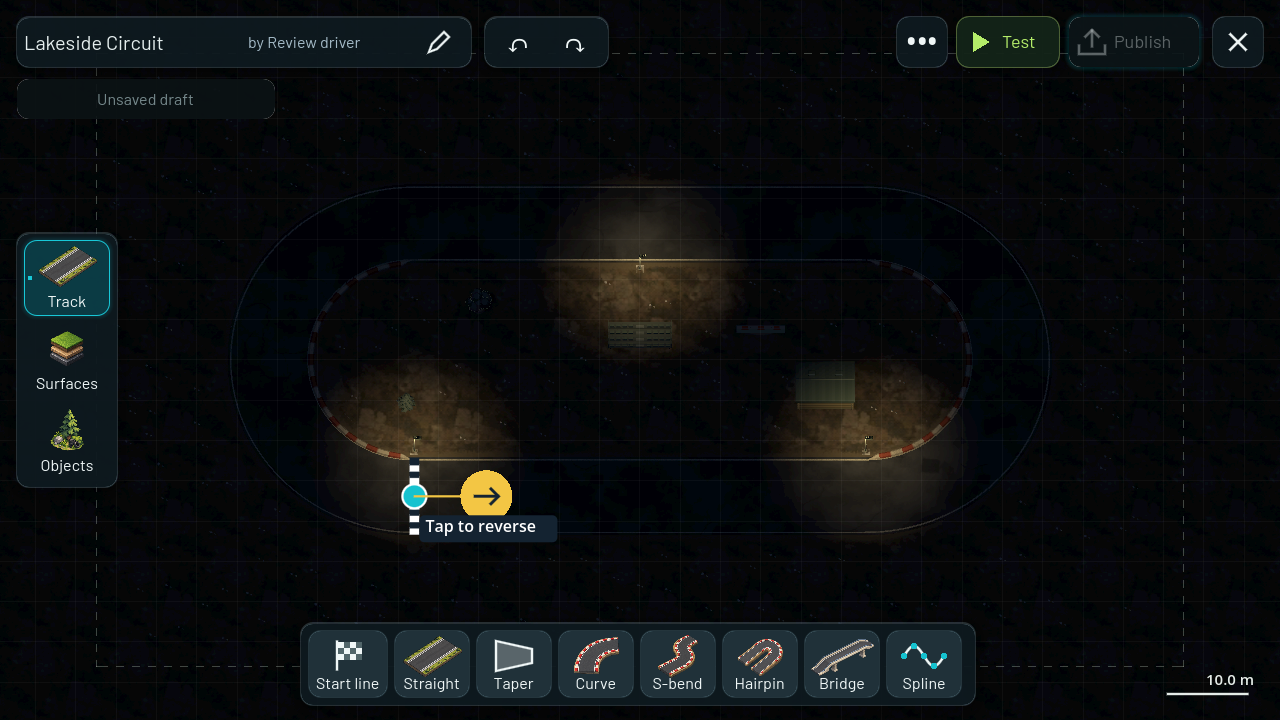 Lakeside Circuit
by Review driver
Test
Publish
Unsaved draft
Track
Surfaces
Objects
Tap to reverse
Start line
Straight
Taper
Curve
S-bend
Hairpin
Bridge
Spline
10.0 m